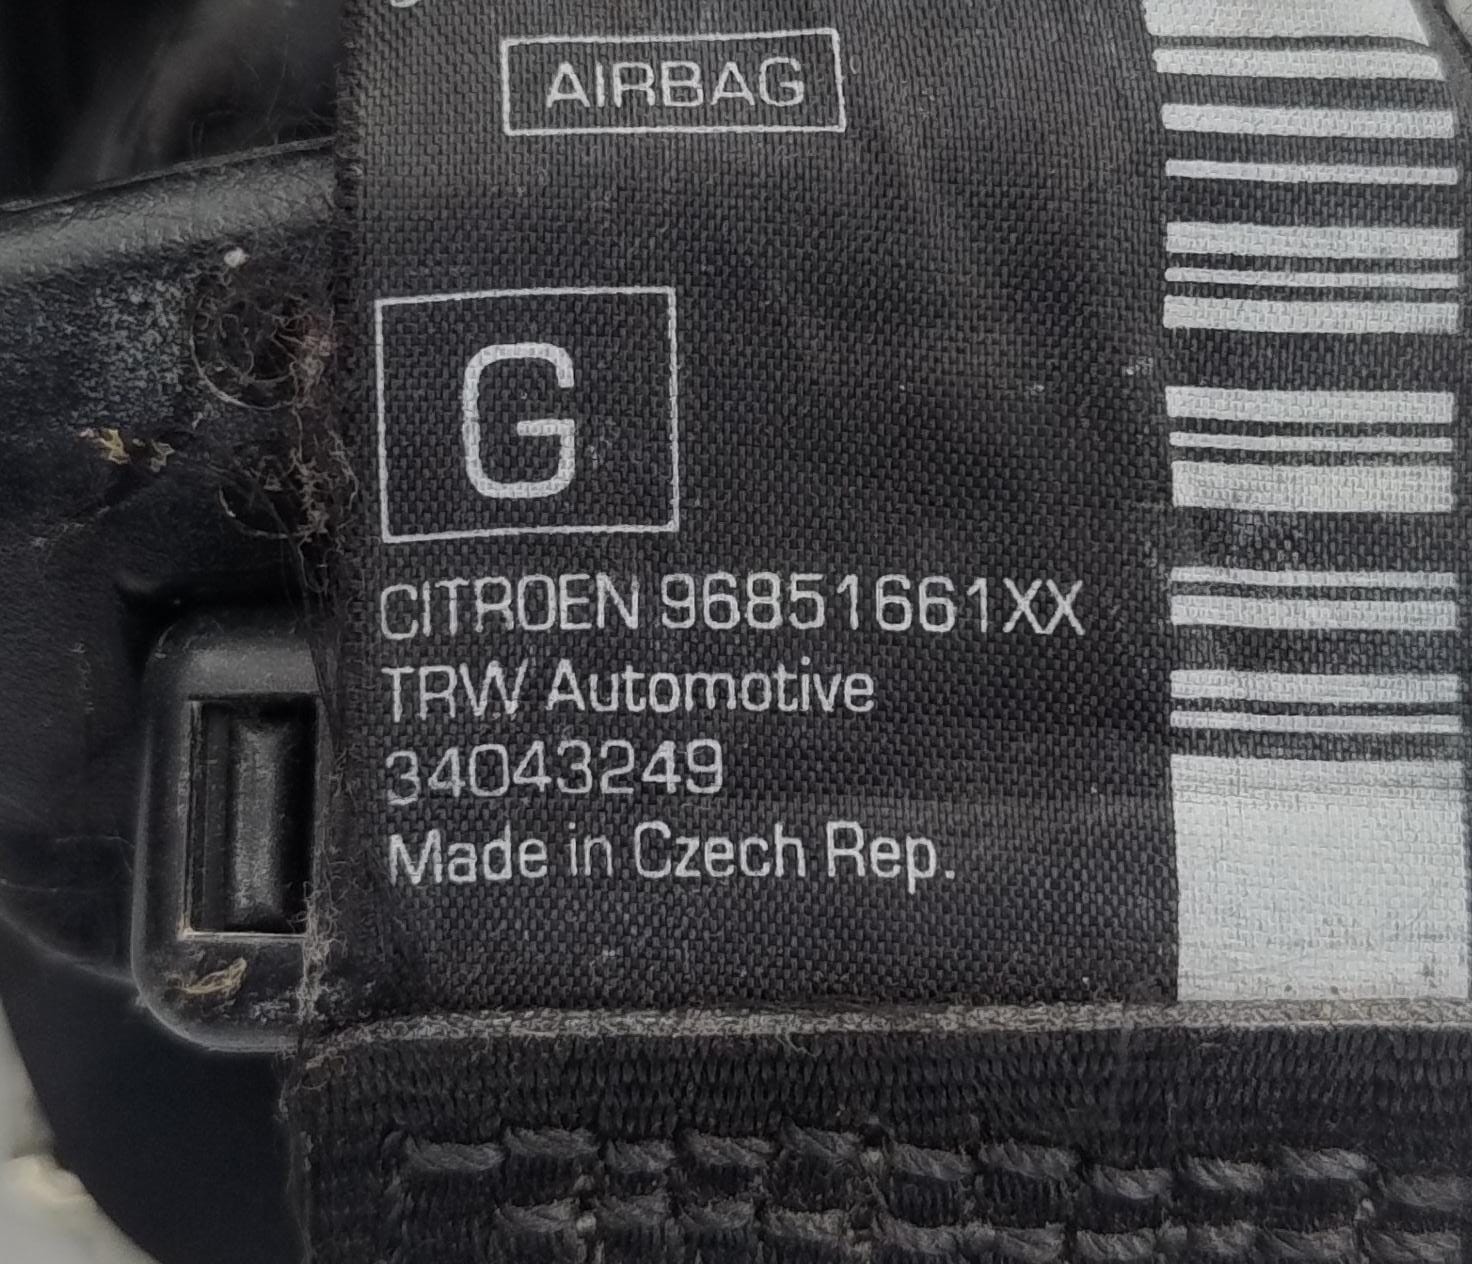 AIRBAG
G
CITROEN 96851661XX
TRW Automotive
34043249
Made in Czech Rep.